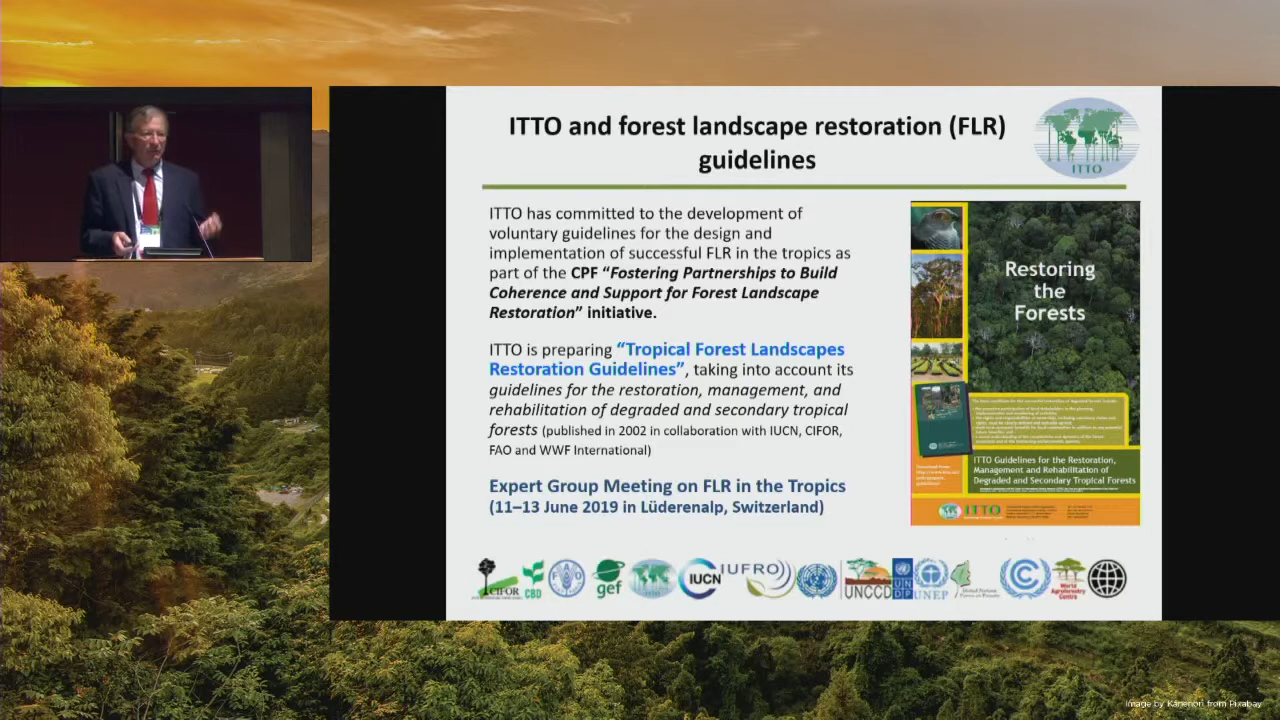 ITTO and forest landscape restoration (FLR)
guidelines
ITTO
ITTO has committed to the development of
voluntary guidelines for the design and
implementation of successful FLR in the tropics as
part of the CPF “Fostering Partnerships to Build
Coherence and Support for Forest Landscape
Restoration” initiative.
ITTO is preparing “Tropical Forest Landscapes
Restoration Guidelines”, taking into account its
guidelines for the restoration, management, and
rehabilitation of degraded and secondary tropical
forests (published in 2002 in collaboration with IUCN, CIFOR,
FAO and WWF International)
Expert Group Meeting on FLR in the Tropics
(11–13 June 2019 in Lüderenalp, Switzerland)
Restoring
the
Forests
ITTO Guidelines for the Restoration,
Management and Rehabilitation of
Degraded and Secondary Tropical Forests
ITTO
CIFOR
CBD
FAO
gef
IUCN
IUFRO
UNCCD
UN
DP
UNEP
World
Agroforestry
Centre
Image by Kanenori from Pixabay